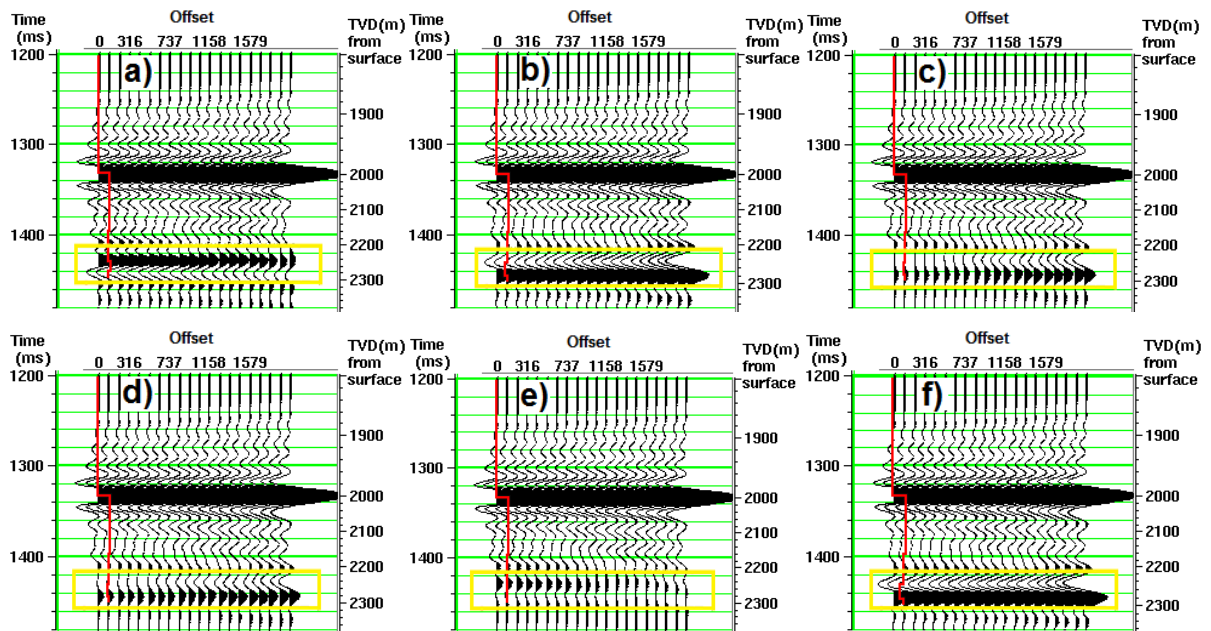 Time
(ms)
Offset
0 316 737 1158 1579
TVD(m)
from
surface
a)
1200
1300
1400
1900
2000
2100
2200
2300
Time
(ms)
Offset
0 316 737 1158 1579
TVD(m)
from
surface
b)
1200
1300
1400
1900
2000
2100
2200
2300
Time
(ms)
Offset
0 316 737 1158 1579
TVD(m)
from
surface
c)
1200
1300
1400
1900
2000
2100
2200
2300
Time
(ms)
Offset
0 316 737 1158 1579
TVD(m)
from
surface
d)
1200
1300
1400
1900
2000
2100
2200
2300
Time
(ms)
Offset
0 316 737 1158 1579
TVD(m)
from
surface
e)
1200
1300
1400
1900
2000
2100
2200
2300
Time
(ms)
Offset
0 316 737 1158 1579
TVD(m)
from
surface
f)
1200
1300
1400
1900
2000
2100
2200
2300